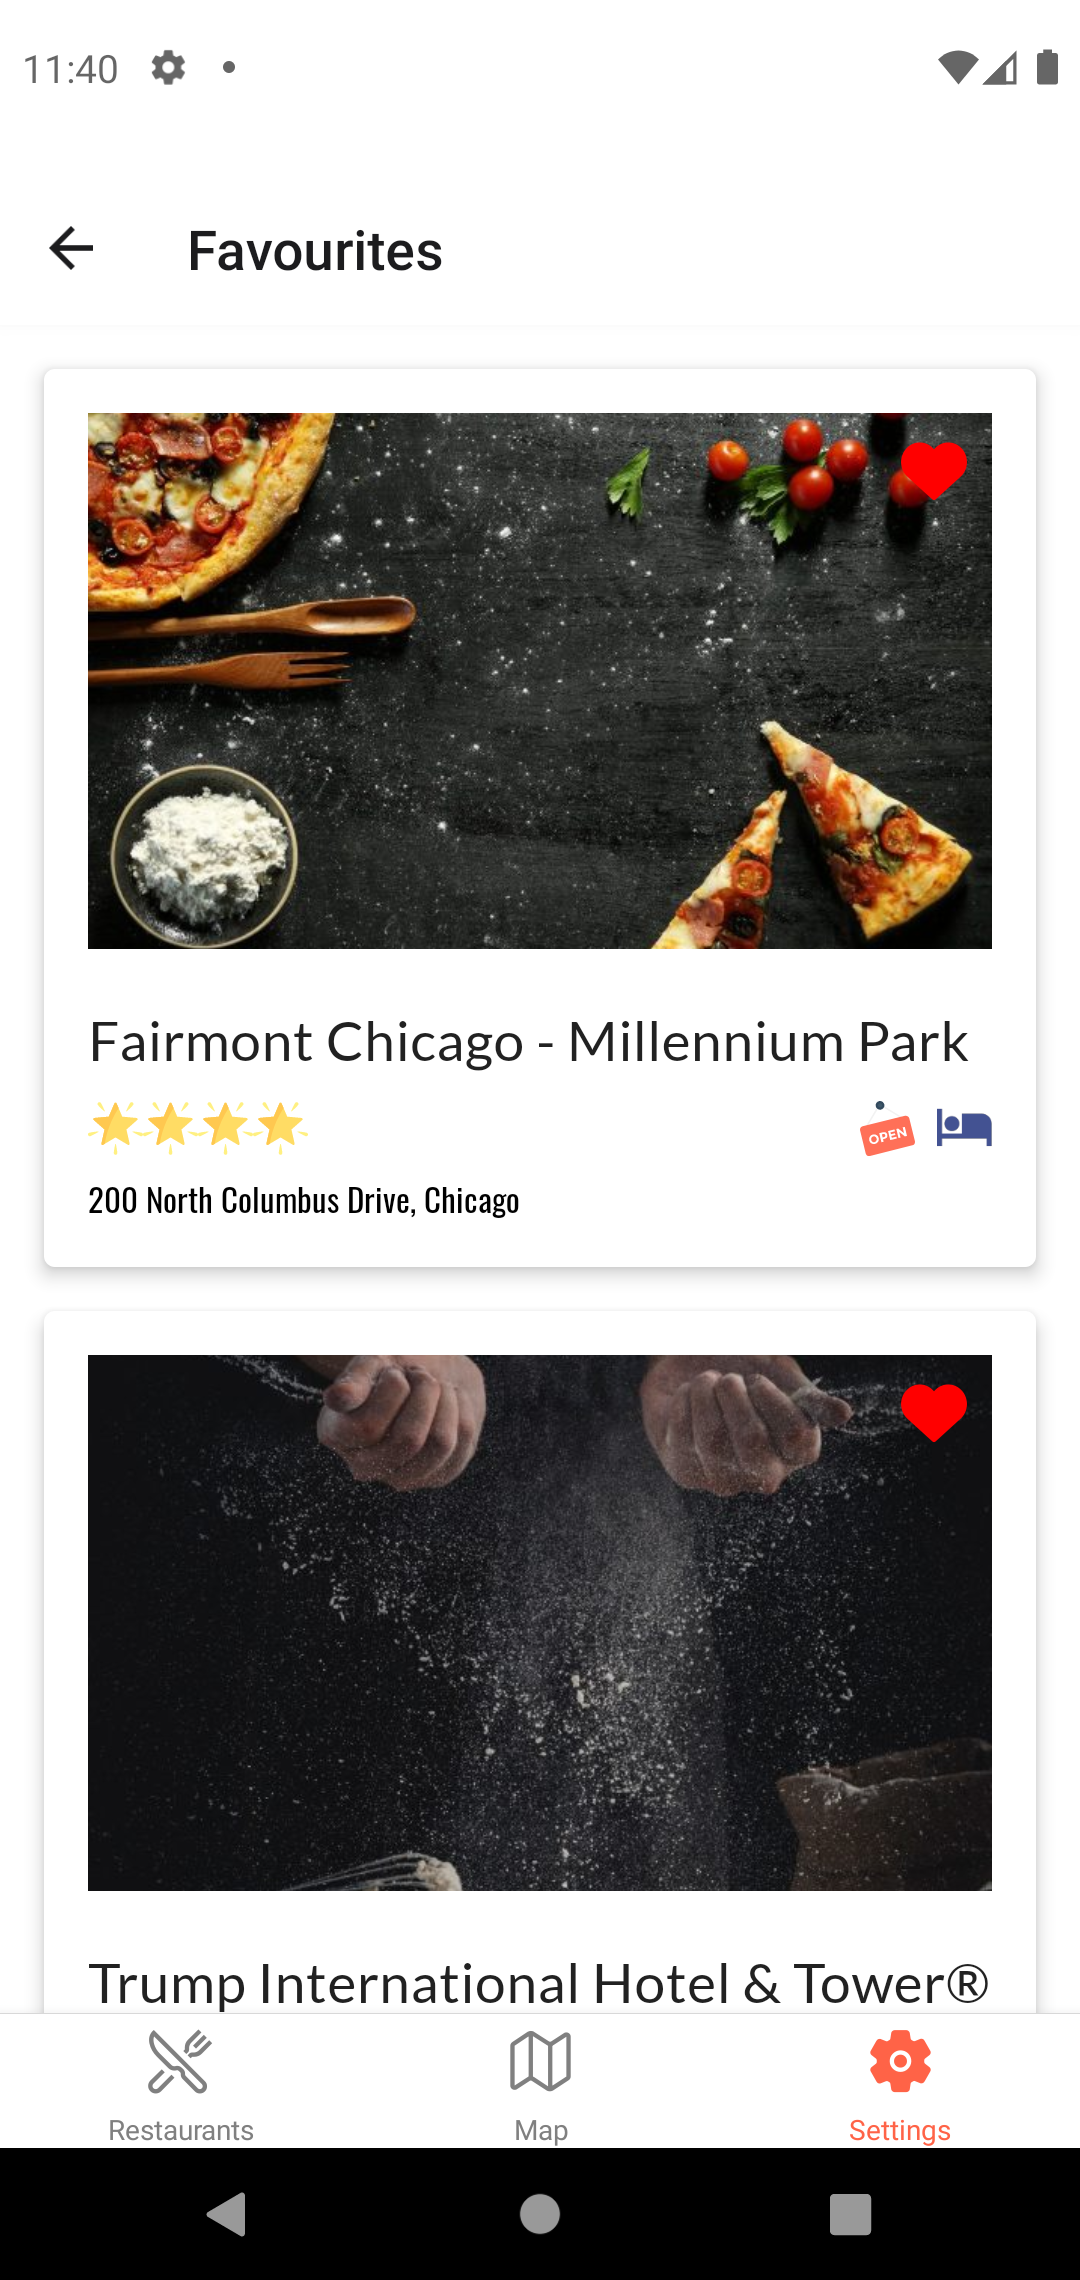 11:40
Favourites
Fairmont Chicago - Millennium Park
OPEN
200 North Columbus Drive, Chicago
Trump International Hotel & Tower®
Restaurants
Map
Settings